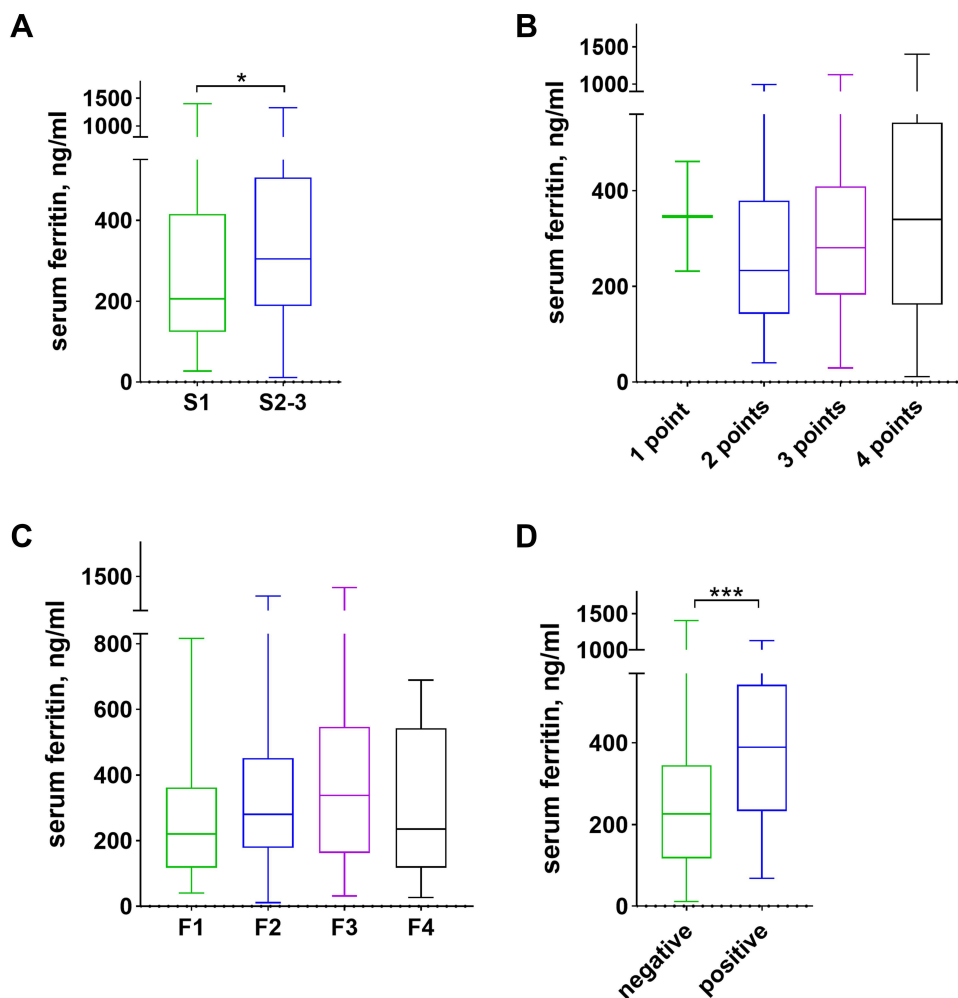 A
serum ferritin, ng/ml
1500
1000
400
200
0
*
S1 S2-3
B
serum ferritin, ng/ml
1500
1000
400
200
0
1 point 2 points 3 points 4 points
C
serum ferritin, ng/ml
1500
800
600
400
200
0
F1 F2 F3 F4
D
serum ferritin, ng/ml
1500
1000
400
200
0
***
negative positive